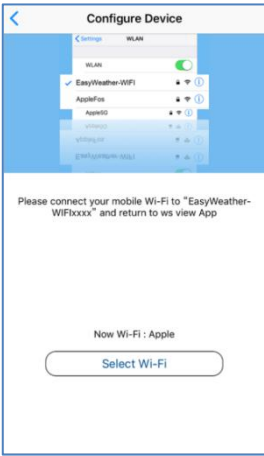 Configure Device
Settings WLAN
WLAN
EasyWeather-WIFI
AppleFos
AppleSG
Please connect your mobile Wi-Fi to "EasyWeather-
WIFIxxxx" and return to ws view App
Now Wi-Fi : Apple
Select Wi-Fi